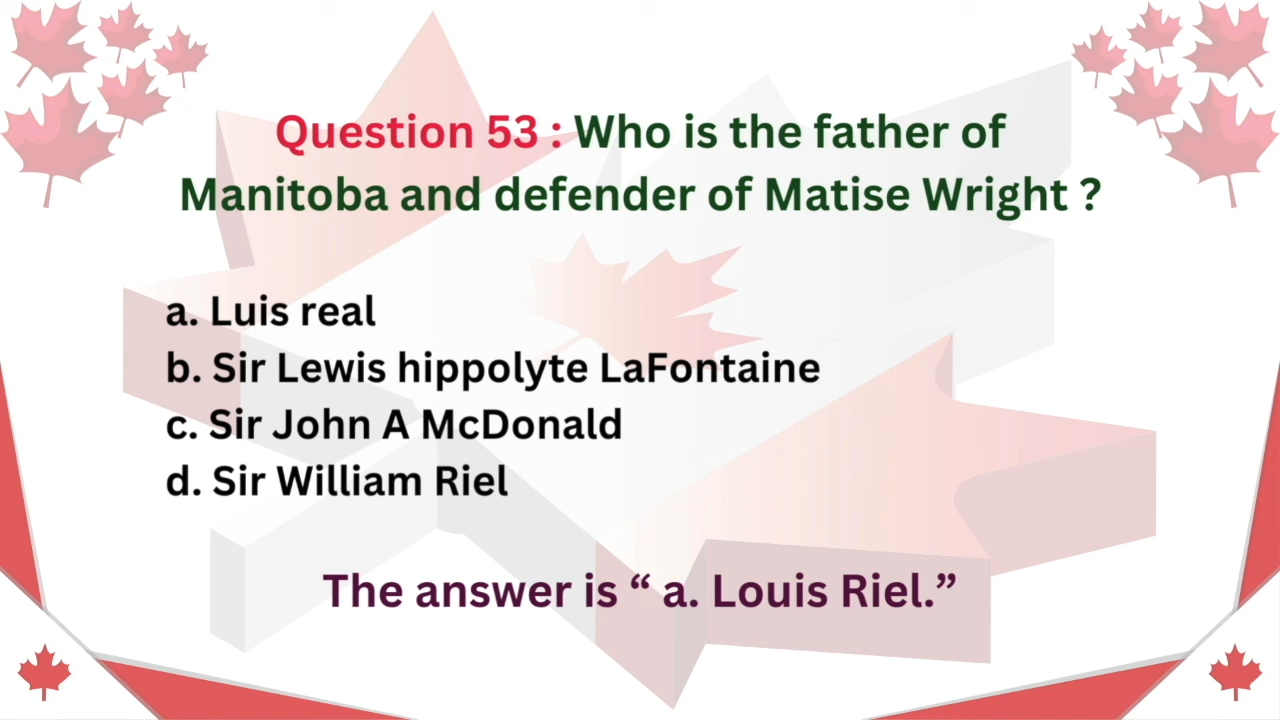 Question 53 : Who is the father of
Manitoba and defender of Matise Wright ?
a. Luis real
b. Sir Lewis hippolyte LaFontaine
c. Sir John A McDonald
d. Sir William Riel
The answer is “ a. Louis Riel.”